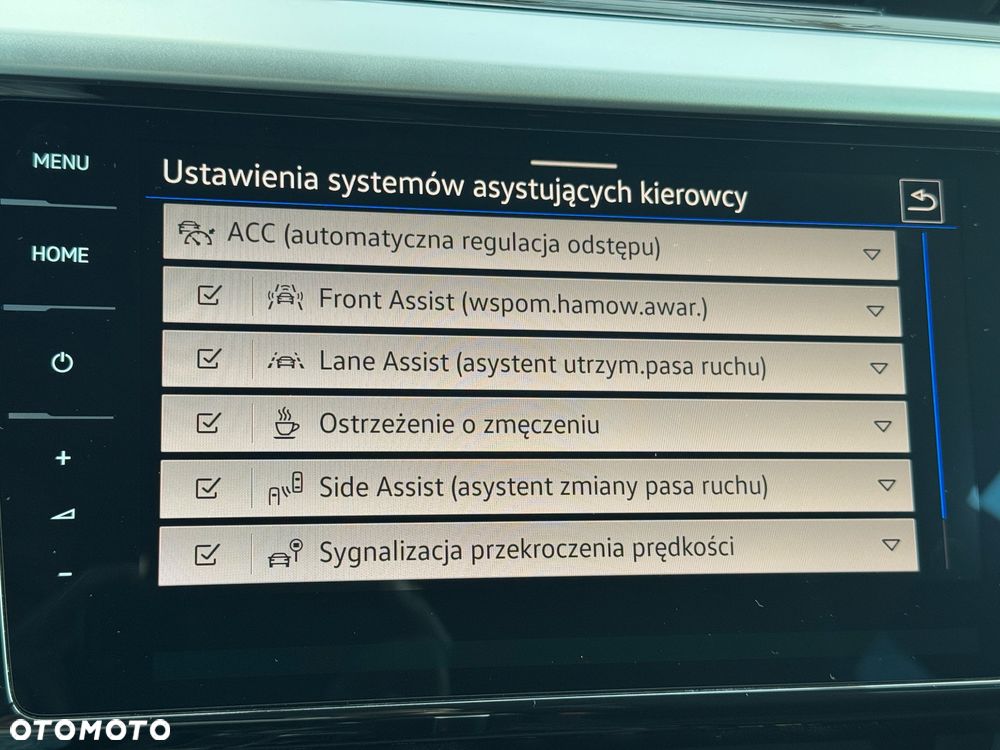 MENU
Ustawienia systemów asystujących kierowcy
HOME
ACC (automatyczna regulacja odstępu)
Front Assist (wspom.hamow.awar.)
Lane Assist (asystent utrzym.pasa ruchu)
Ostrzeżenie o zmęczeniu
+
Side Assist (asystent zmiany pasa ruchu)
Sygnalizacja przekroczenia prędkości
-
OTOMOTO